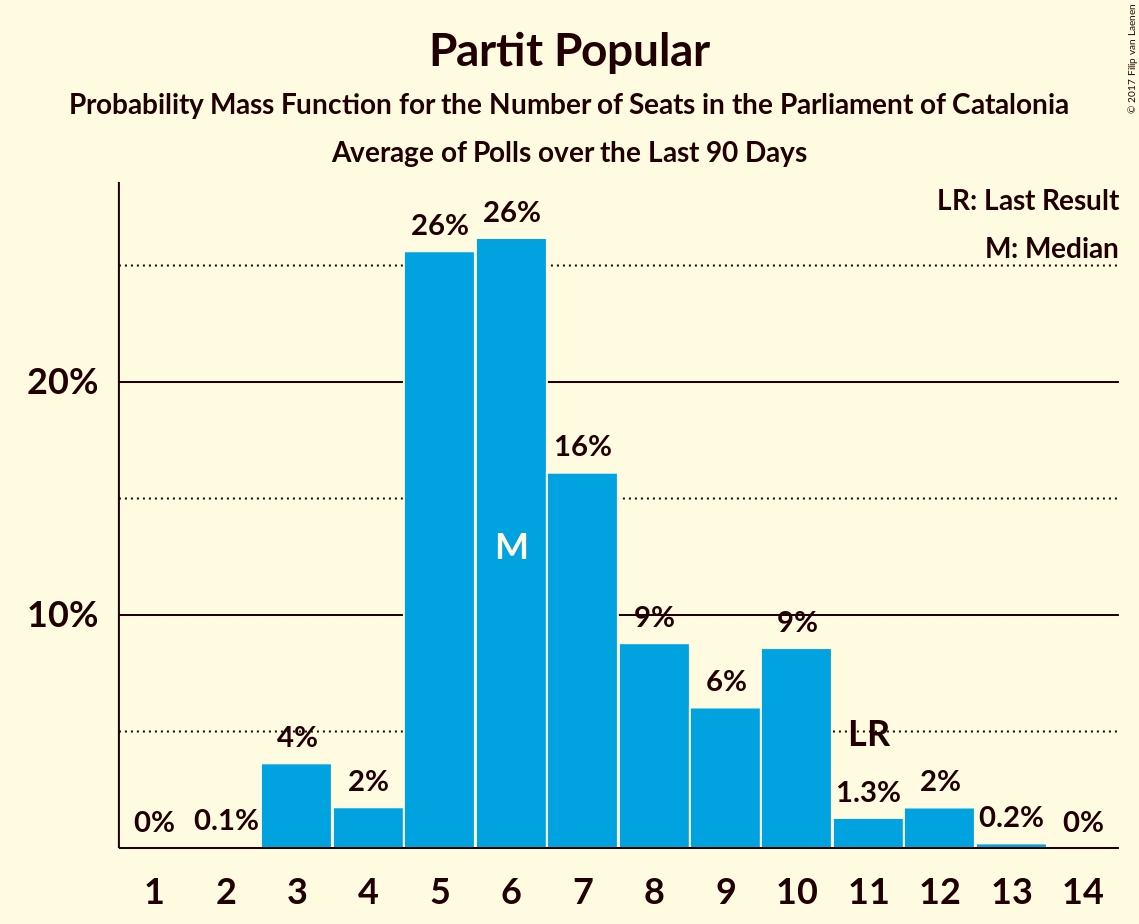 Partit Popular
Probability Mass Function for the Number of Seats in the Parliament of Catalonia
Average of Polls over the Last 90 Days
© 2017 Filip van Laenen
LR: Last Result
M: Median
20%
10%
0%
0.1%
4%
2%
26%
26%
16%
9%
6%
9%
1.3%
2%
0.2%
0%
M
LR
1 2 3 4 5 6 7 8 9 10 11 12 13 14